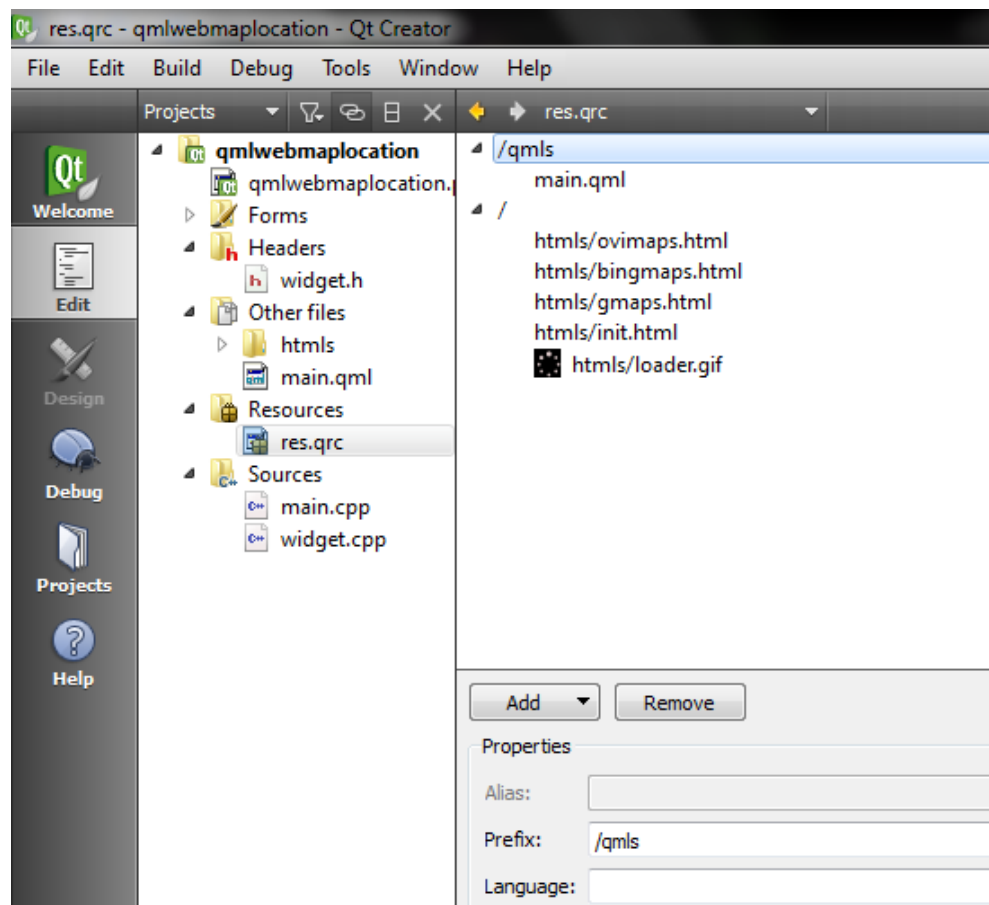 res.qrc - qmlwebmaplocation - Qt Creator
File Edit Build Debug Tools Window Help
Projects res.qrc
Qt
Welcome
Edit
Design
Debug
Projects
Help
qmlwebmaplocation
qmlwebmaplocation.p
Forms
Headers
widget.h
Other files
htmls
main.qml
Resources
res.qrc
Sources
main.cpp
widget.cpp
/qmls
main.qml
/
htmls/ovimaps.html
htmls/bingmaps.html
htmls/gmaps.html
htmls/init.html
htmls/loader.gif
Add Remove
Properties
Alias:
Prefix: /qmls
Language: